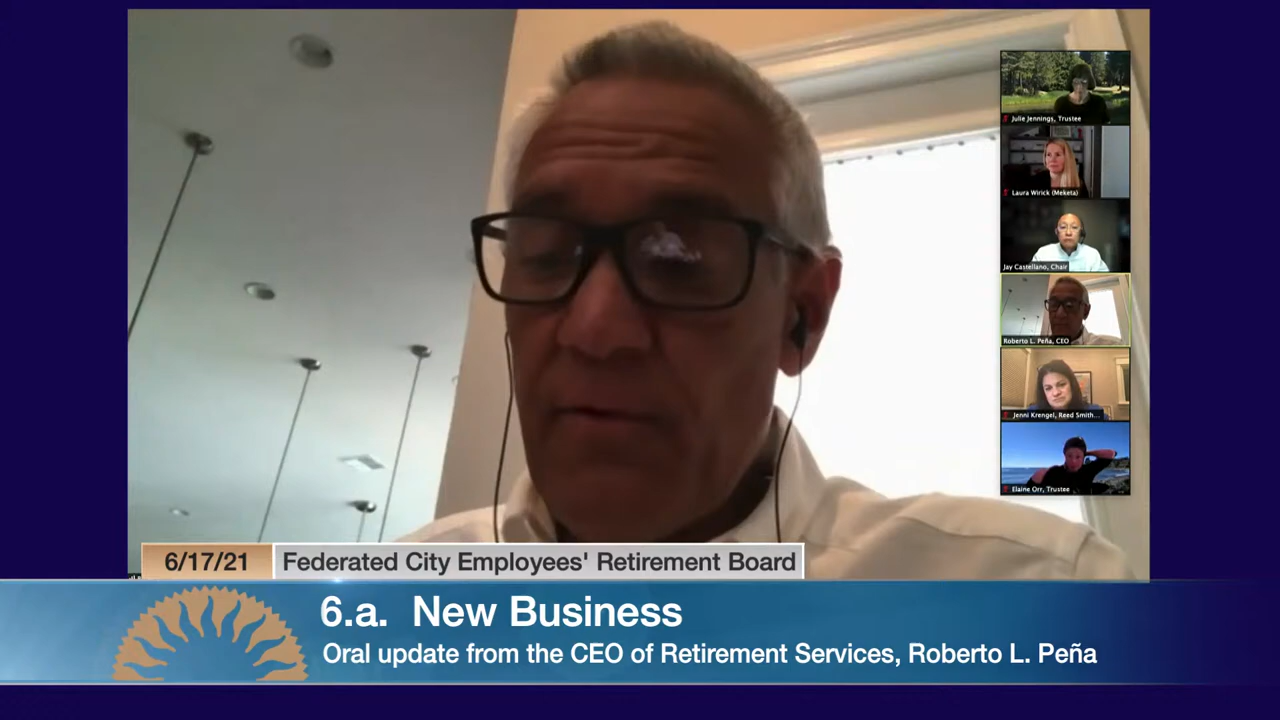 Julie Jennings, Trustee
Laura Wirick (Meketa)
Jay Castellano, Chair
Roberto L. Peña, CEO
Jenni Krengel, Reed Smith...
Elaine Orr, Trustee
6/17/21
Federated City Employees' Retirement Board
6.a. New Business
Oral update from the CEO of Retirement Services, Roberto L. Peña